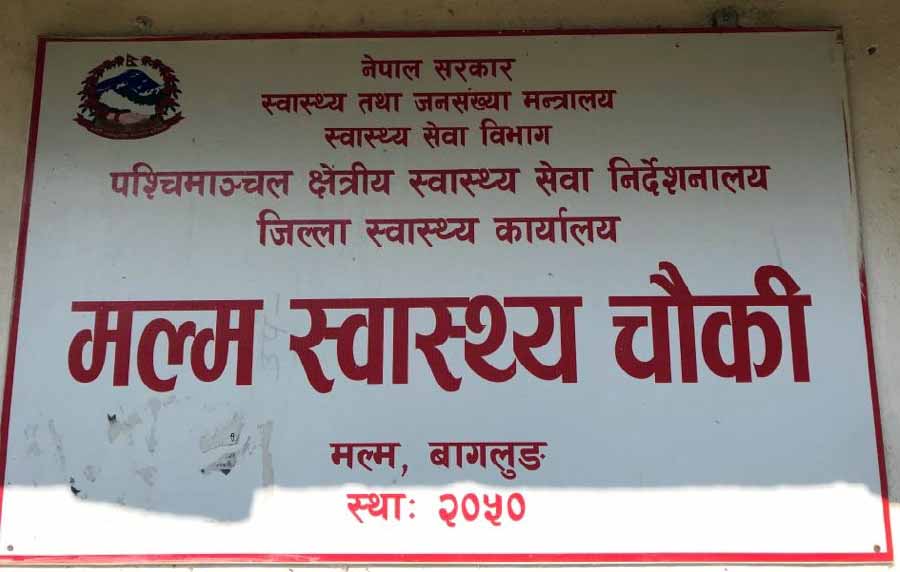 नेपाल सरकार
स्वास्थ्य तथा जनसंख्या मन्त्रालय
स्वास्थ्य सेवा विभाग
पश्चिमाञ्चल क्षेत्रीय स्वास्थ्य सेवा निर्देशनालय
जिल्ला स्वास्थ्य कार्यालय
मल्म स्वास्थ्य चौकी
मल्म, बागलुङ
स्थाः २०५०